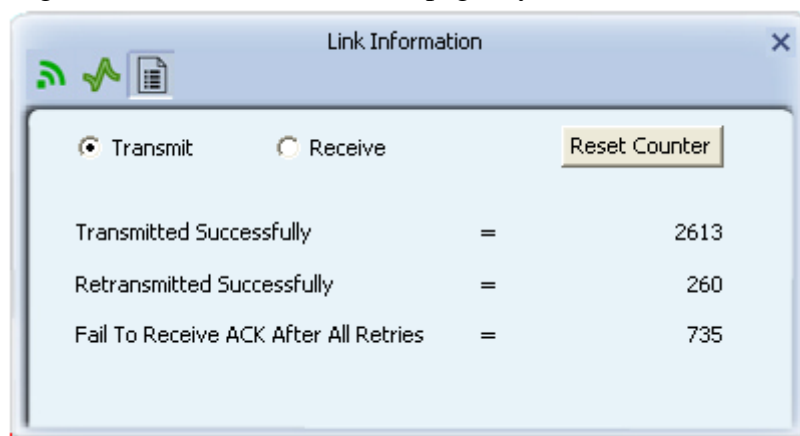 Link Information
Transmit Receive Reset Counter
Transmitted Successfully = 2613
Retransmitted Successfully = 260
Fail To Receive ACK After All Retries = 735